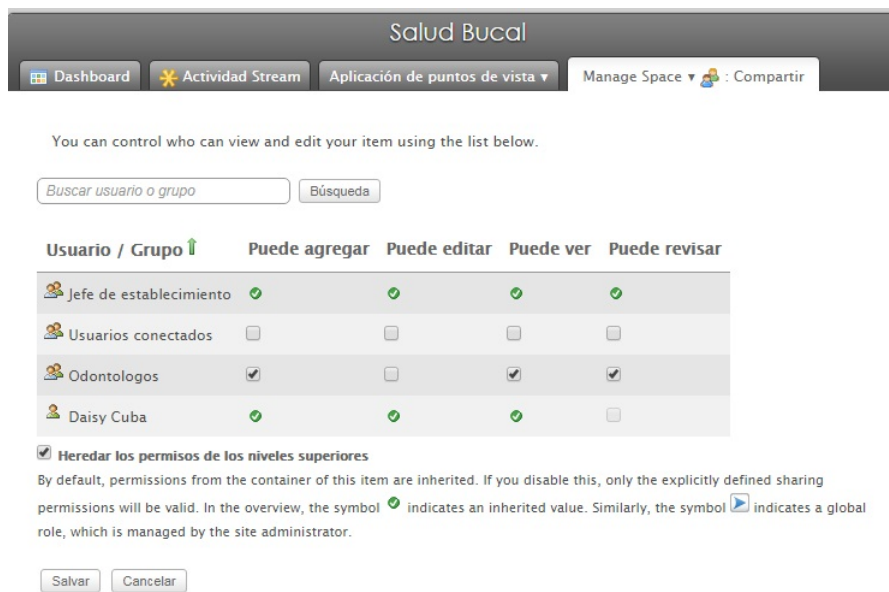 Salud Bucal
Dashboard Actividad Stream Aplicación de puntos de vista ▾ Manage Space ▾ : Compartir
You can control who can view and edit your item using the list below.
Buscar usuario o grupo Búsqueda
Usuario / Grupo Puede agregar Puede editar Puede ver Puede revisar
Jefe de establecimiento
Usuarios conectados
Odontologos
Daisy Cuba
Heredar los permisos de los niveles superiores
By default, permissions from the container of this item are inherited. If you disable this, only the explicitly defined sharing
permissions will be valid. In the overview, the symbol indicates an inherited value. Similarly, the symbol indicates a global
role, which is managed by the site administrator.
Salvar Cancelar